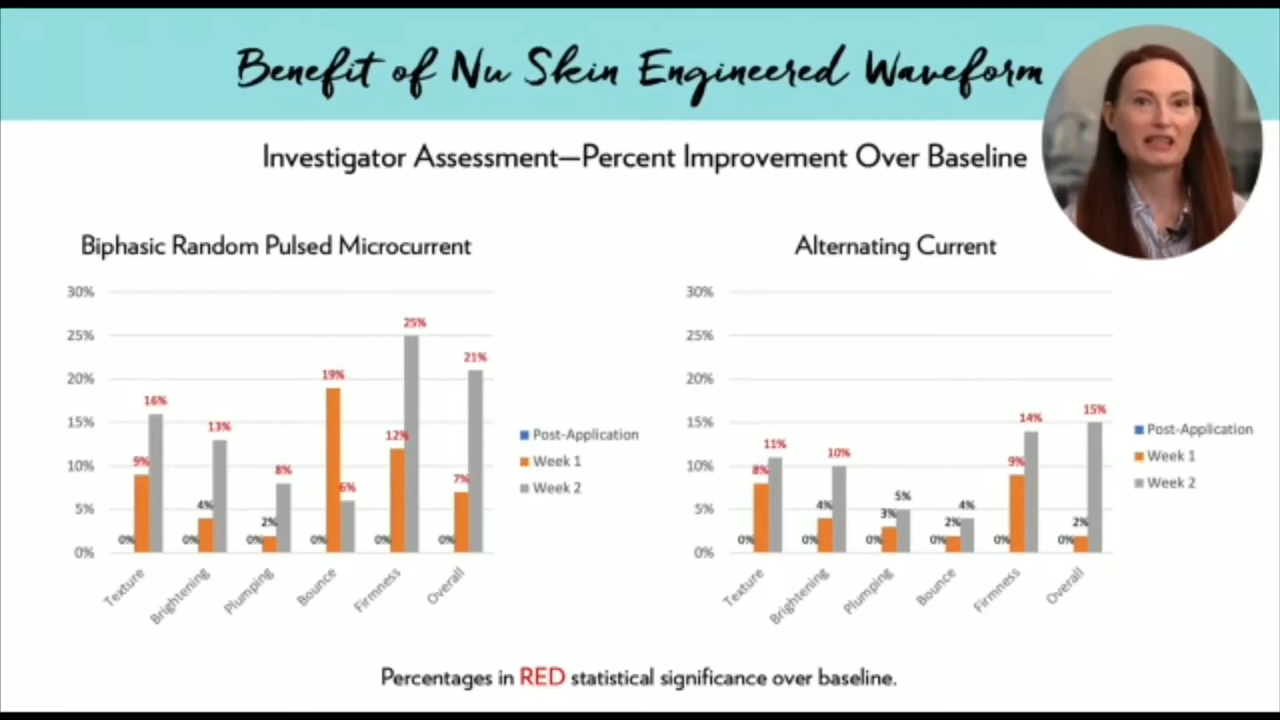 Benefit of Nu Skin Engineered Waveform
Investigator Assessment—Percent Improvement Over Baseline
Biphasic Random Pulsed Microcurrent
30%
25%
20%
15%
10%
5%
0%
0% 9% 16%
0% 4% 13%
0% 2% 8%
0% 19% 6%
0% 12% 25%
0% 7% 21%
Texture
Brightening
Plumping
Bounce
Firmness
Overall
Post-Application
Week 1
Week 2
Alternating Current
30%
25%
20%
15%
10%
5%
0%
0% 8% 11%
0% 4% 10%
0% 3% 5%
0% 2% 4%
0% 9% 14%
0% 2% 15%
Texture
Brightening
Plumping
Bounce
Firmness
Overall
Post-Application
Week 1
Week 2
Percentages in RED statistical significance over baseline.